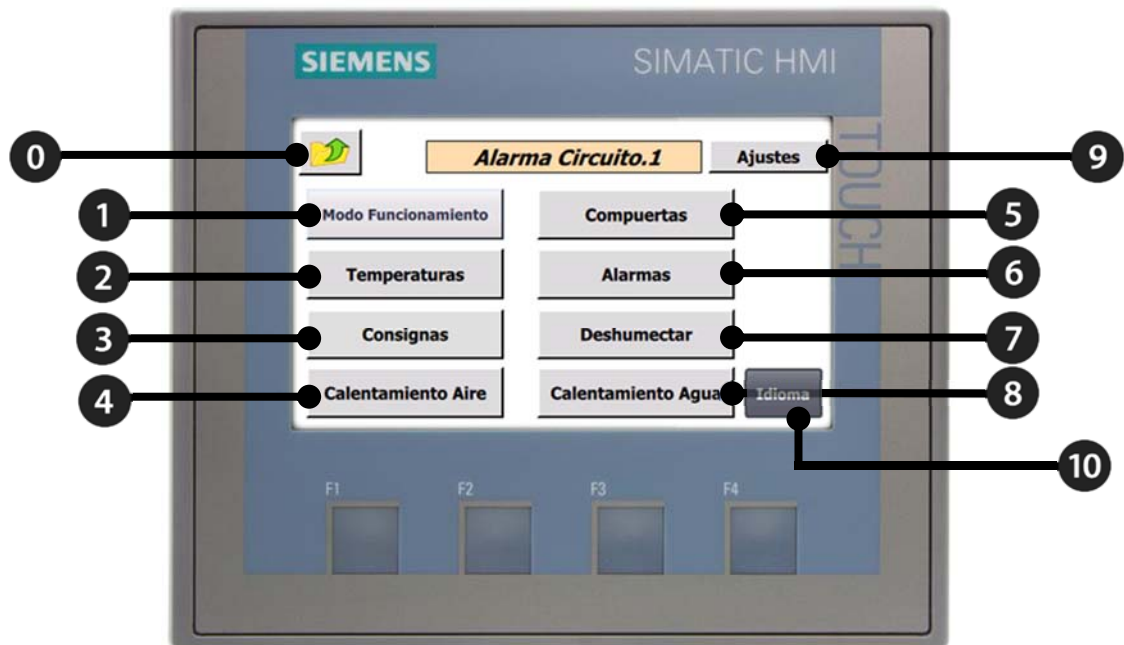 SIEMENS SIMATIC HMI
TOUCH
0 Alarma Circuito.1 Ajustes 9
1 Modo Funcionamiento Compuertas 5
2 Temperaturas Alarmas 6
3 Consignas Deshumectar 7
4 Calentamiento Aire Calentamiento Agua Idioma 8
10
F1 F2 F3 F4